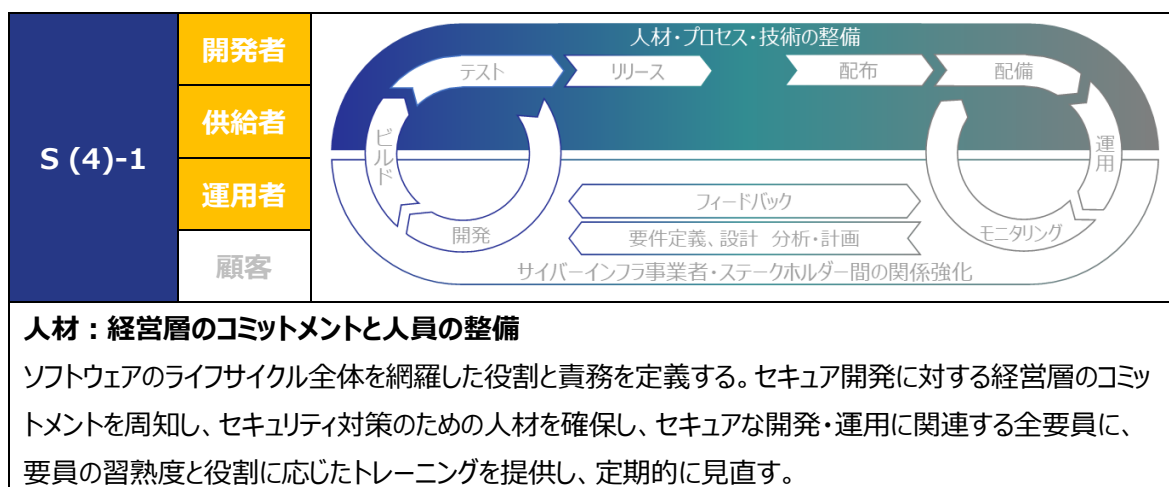 S (4)-1
開発者
供給者
運用者
顧客
人材・プロセス・技術の整備
テスト
リリース
配布
配備
ビルド
運用
フィードバック
開発
要件定義、設計 分析・計画
モニタリング
サイバーインフラ事業者・ステークホルダー間の関係強化
人材：経営層のコミットメントと人員の整備
ソフトウェアのライフサイクル全体を網羅した役割と責務を定義する。セキュア開発に対する経営層のコミッ
トメントを周知し、セキュリティ対策のための人材を確保し、セキュアな開発・運用に関連する全要員に、
要員の習熟度と役割に応じたトレーニングを提供し、定期的に見直す。